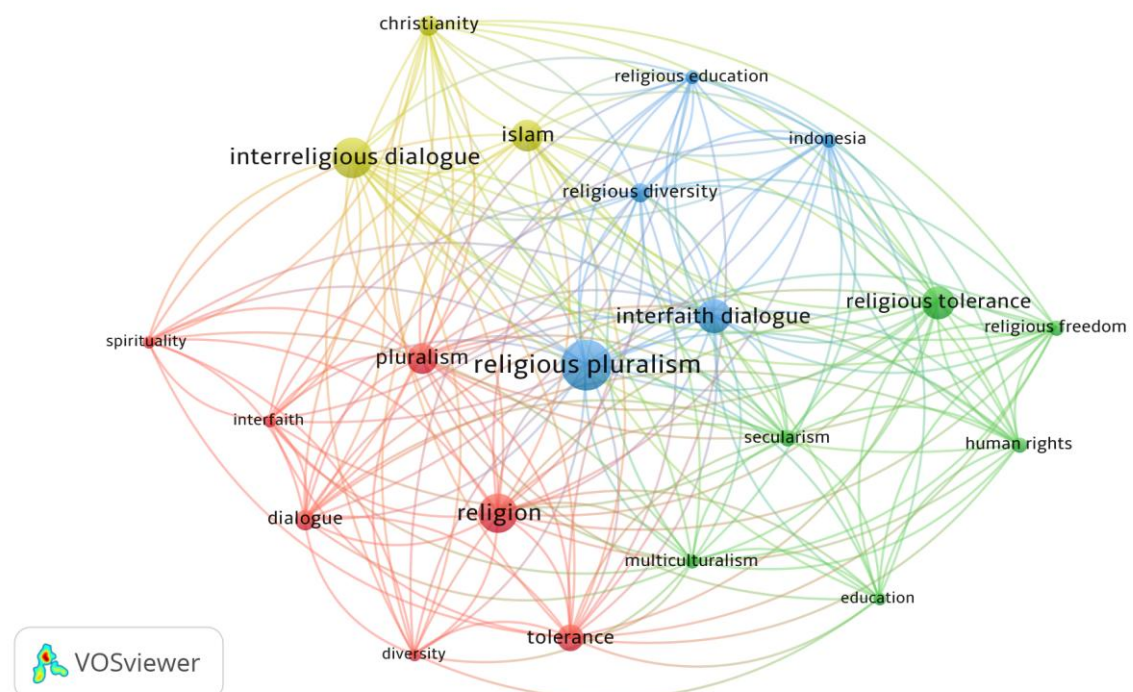 christianity
religious education
islam
indonesia
interreligious dialogue
religious diversity
religious tolerance
interfaith dialogue
religious freedom
spirituality
pluralism
religious pluralism
interfaith
secularism
human rights
religion
dialogue
multiculturalism
education
tolerance
diversity
VOSviewer